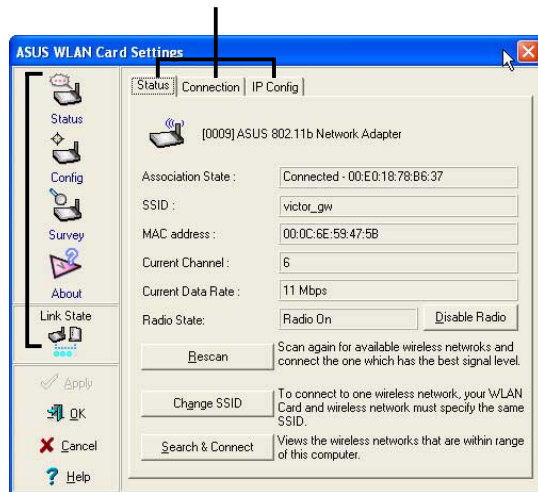 ASUS WLAN Card Settings
Status
Config
Survey
About
Link State
Apply
OK
Cancel
Help
Status
Connection
IP Config
[0009] ASUS 802.11b Network Adapter
Association State :
Connected - 00:E0:18:78:B6:37
SSID :
victor_gw
MAC address :
00:0C:6E:59:47:5B
Current Channel :
6
Current Data Rate :
11 Mbps
Radio State:
Radio On
Disable Radio
Rescan
Scan again for available wireless netwroks and
connect the one which has the best signal level.
Change SSID
To connect to one wireless network, your WLAN
Card and wireless network must specify the same
SSID.
Search & Connect
Views the wireless networks that are within range
of this computer.